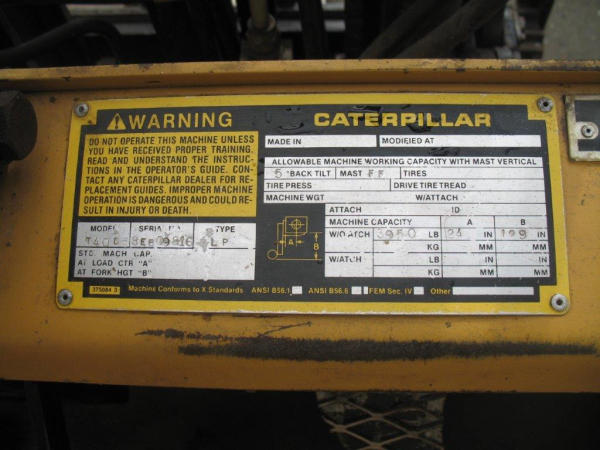 WARNING
CATERPILLAR
DO NOT OPERATE THIS MACHINE UNLESS
YOU HAVE RECEIVED PROPER TRAINING.
READ AND UNDERSTAND THE INSTRUC-
TIONS IN THE OPERATOR'S GUIDE. CON-
TACT ANY CATERPILLAR DEALER FOR RE-
PLACEMENT GUIDES. IMPROPER MACHINE
OPERATION IS DANGEROUS AND COULD RE-
SULT IN INJURY OR DEATH.
MODEL SERIAL No TYPE
LP
STD. MACH CAP.
AT LOAD CTR "A"
AT FORK HGT "B"
A
B
MADE IN MODIFIED AT
ALLOWABLE MACHINE WORKING CAPACITY WITH MAST VERTICAL
5 °BACK TILT MAST FF TIRES
TIRE PRESS DRIVE TIRE TREAD
MACHINE WGT W/ATTACH
ATTACH ID
MACHINE CAPACITY A B
W/O ATCH 3950 LB 24 IN 199 IN
KG MM MM
W/ATCH LB IN IN
KG MM MM
375084 3 Machine Conforms to X Standards ANSI B56.1 ANSI B56.6 FEM Sec. IV Other